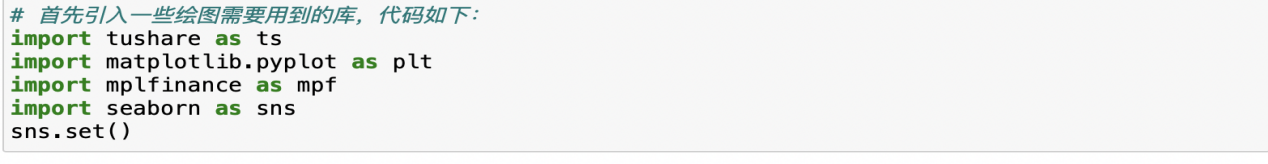 # 首先引入一些绘图需要用到的库，代码如下：
import tushare as ts
import matplotlib.pyplot as plt
import mplfinance as mpf
import seaborn as sns
sns.set()